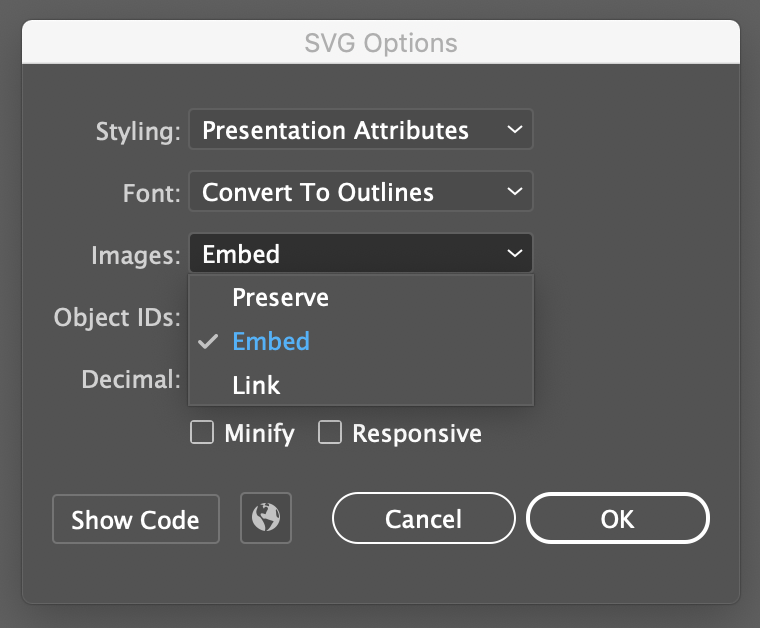 SVG Options
Styling: Presentation Attributes
Font: Convert To Outlines
Images: Embed
Preserve
Object IDs:
Embed
Decimal:
Link
Minify Responsive
Show Code Cancel OK